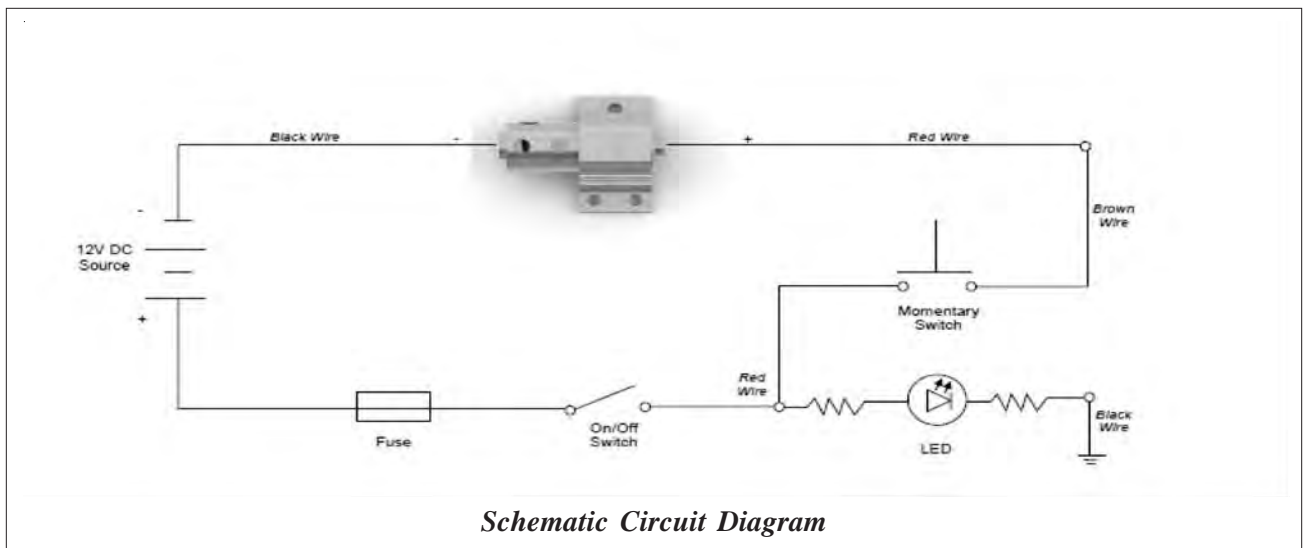 Black Wire
-
+
Red Wire
Brown
Wire
-
12V DC
Source
+
Momentary
Switch
Red
Wire
Fuse
On/Off
Switch
LED
Black
Wire
Schematic Circuit Diagram